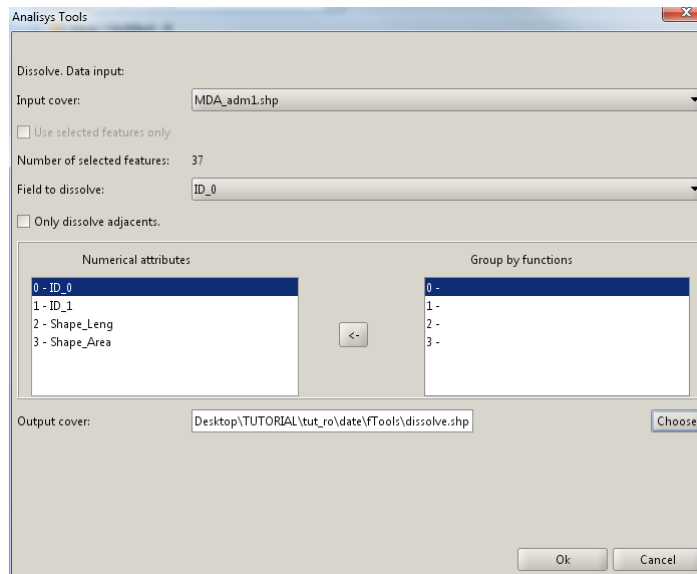 Analisys Tools
Dissolve. Data input:
Input cover: MDA_adm1.shp
Use selected features only
Number of selected features: 37
Field to dissolve: ID_0
Only dissolve adjacents.
Numerical attributes Group by functions
0 - ID_0 0 -
1 - ID_1 1 -
2 - Shape_Leng 2 -
3 - Shape_Area 3 -
<-
Output cover: Desktop\TUTORIAL\tut_ro\date\fTools\dissolve.shp Choose
Ok Cancel